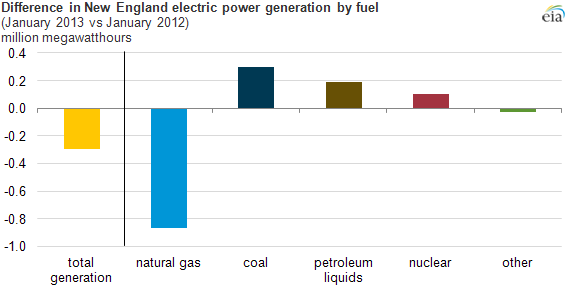 Difference in New England electric power generation by fuel
(January 2013 vs January 2012)
million megawatthours
eia
0.4
0.2
0.0
-0.2
-0.4
-0.6
-0.8
-1.0
total generation
natural gas
coal
petroleum liquids
nuclear
other